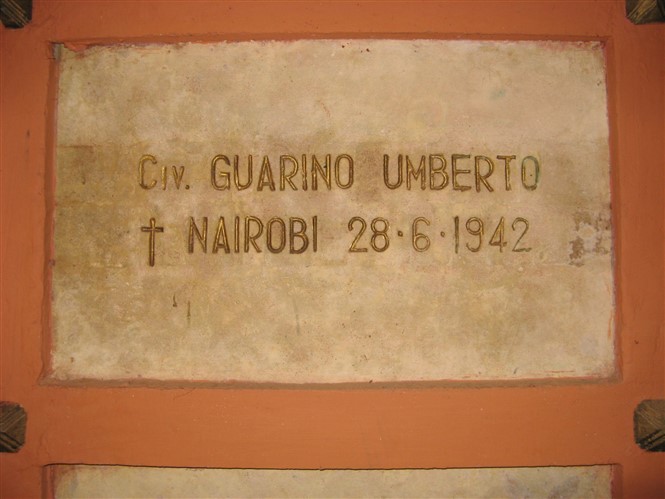 Civ. GUARINO UMBERTO
† NAIROBI 28·6·1942